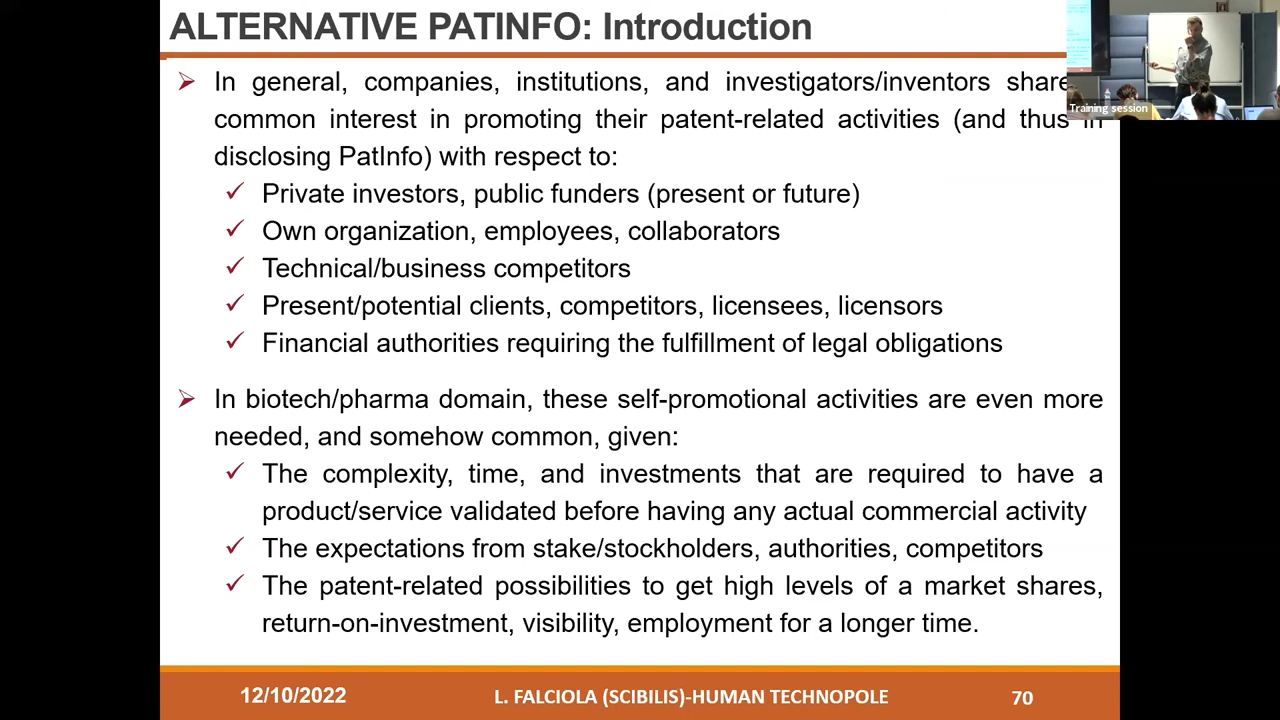 ALTERNATIVE PATINFO: Introduction
In general, companies, institutions, and investigators/inventors share
common interest in promoting their patent-related activities (and thus in
disclosing PatInfo) with respect to:
Private investors, public funders (present or future)
Own organization, employees, collaborators
Technical/business competitors
Present/potential clients, competitors, licensees, licensors
Financial authorities requiring the fulfillment of legal obligations
In biotech/pharma domain, these self-promotional activities are even more
needed, and somehow common, given:
The complexity, time, and investments that are required to have a
product/service validated before having any actual commercial activity
The expectations from stake/stockholders, authorities, competitors
The patent-related possibilities to get high levels of a market shares,
return-on-investment, visibility, employment for a longer time.
12/10/2022 L. FALCIOLA (SCIBILIS)-HUMAN TECHNOPOLE 70
Training session